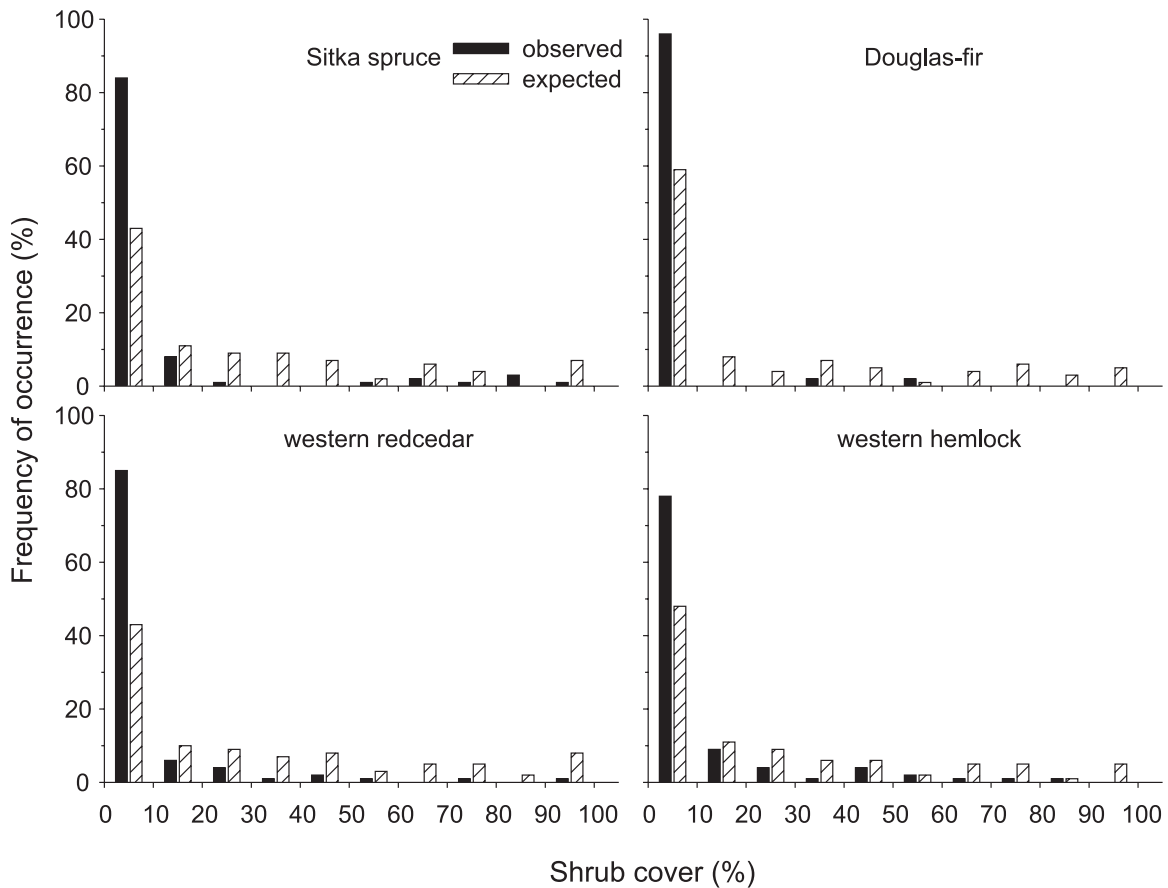 Frequency of occurrence (%)
Sitka spruce
observed
expected
100
80
60
40
20
0
Douglas-fir
western redcedar
100
80
60
40
20
0
0 10 20 30 40 50 60 70 80 90 100
western hemlock
0 10 20 30 40 50 60 70 80 90 100
Shrub cover (%)